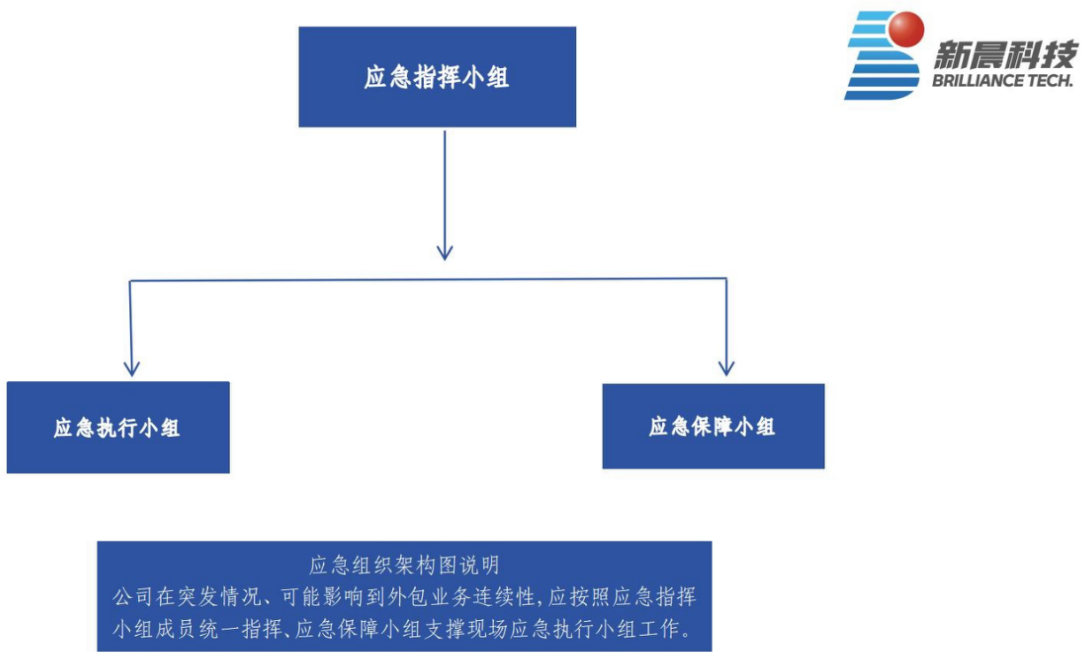 应急指挥小组
新晨科技
BRILLIANCE TECH.
应急执行小组
应急保障小组
应急组织架构图说明
公司在突发情况、可能影响到外包业务连续性,应按照应急指挥
小组成员统一指挥、应急保障小组支撑现场应急执行小组工作。